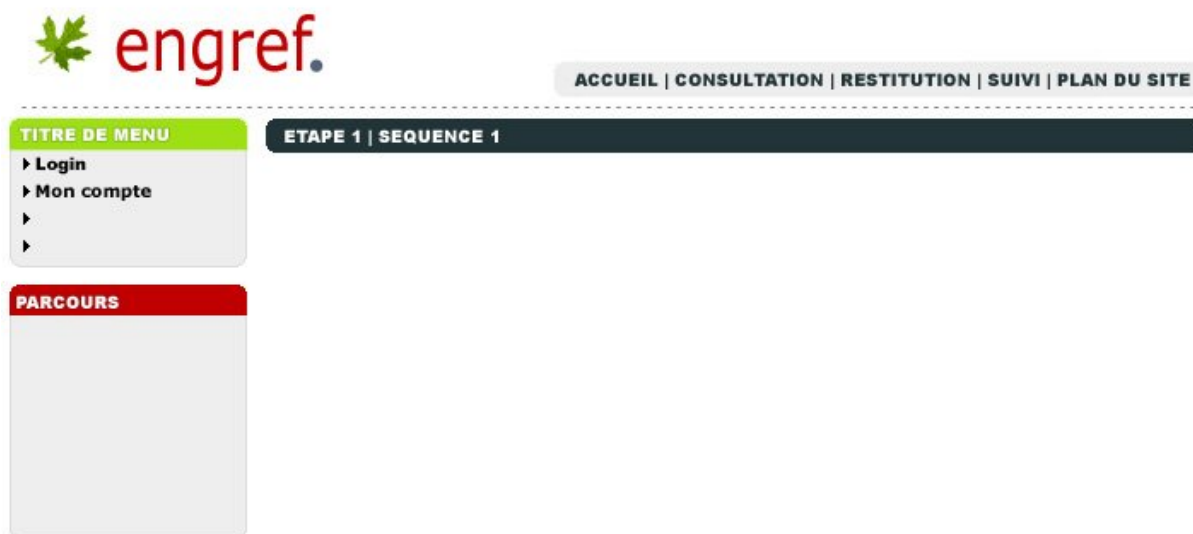 engref.
ACCUEIL | CONSULTATION | RESTITUTION | SUIVI | PLAN DU SITE
TITRE DE MENU
Login
Mon compte
ETAPE 1 | SEQUENCE 1
PARCOURS